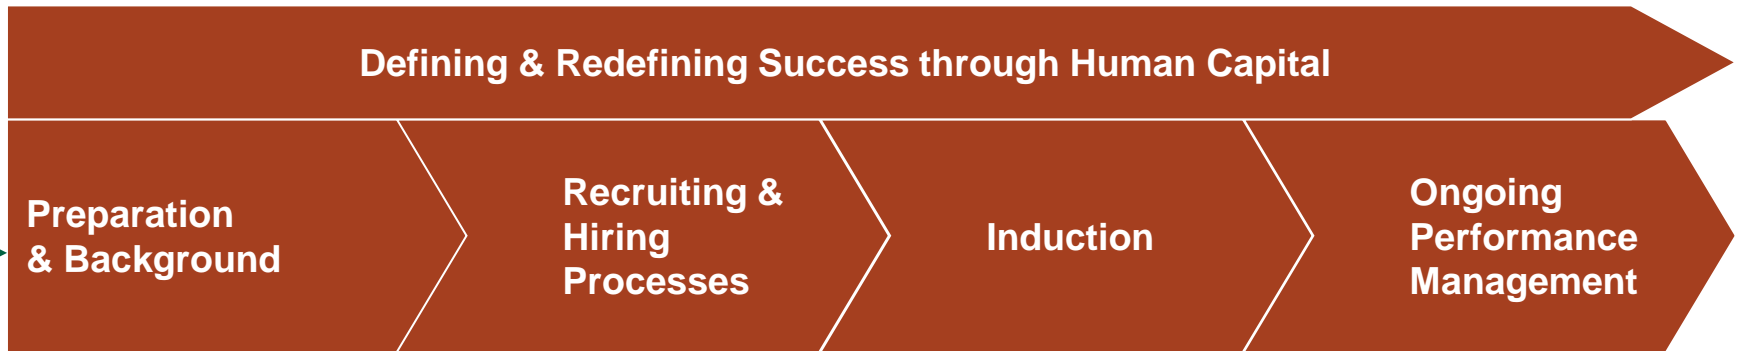 Defining & Redefining Success through Human Capital
Preparation
& Background
Recruiting &
Hiring
Processes
Induction
Ongoing
Performance
Management